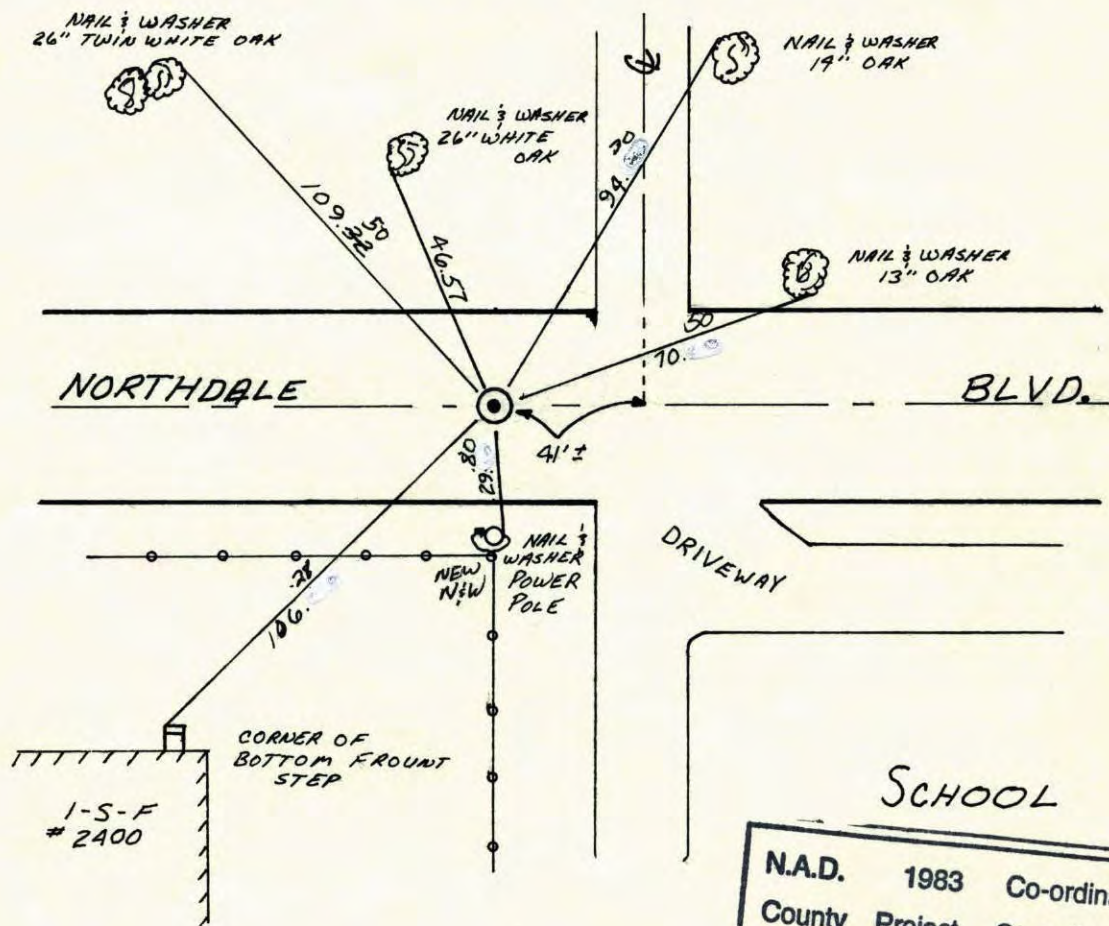 NAIL & WASHER
26" TWIN WHITE OAK
NAIL & WASHER
26" WHITE
OAK
℄
NAIL & WASHER
14" OAK
NAIL & WASHER
13" OAK
109.32
50
46.57
94.
70.
50
NORTHDALE
BLVD.
41'±
29.
80
NAIL &
WASHER
POWER
POLE
NEW
N&W
DRIVEWAY
106.
.28
CORNER OF
BOTTOM FROUNT
STEP
1-S-F
# 2400
SCHOOL
N.A.D. 1983 Co-ordina
County Project